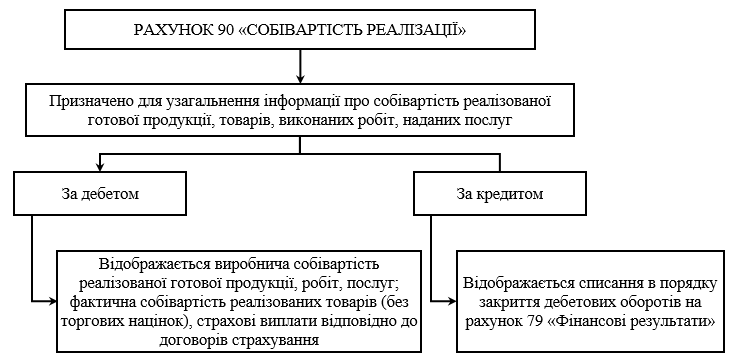 РАХУНОК 90 «СОБІВАРТІСТЬ РЕАЛІЗАЦІЇ»
Призначено для узагальнення інформації про собівартість реалізованої
готової продукції, товарів, виконаних робіт, наданих послуг
За дебетом
За кредитом
Відображається виробнича собівартість
реалізованої готової продукції, робіт, послуг;
фактична собівартість реалізованих товарів (без
торгових націнок), страхові виплати відповідно до
договорів страхування
Відображається списання в порядку
закриття дебетових оборотів на
рахунок 79 «Фінансові результати»